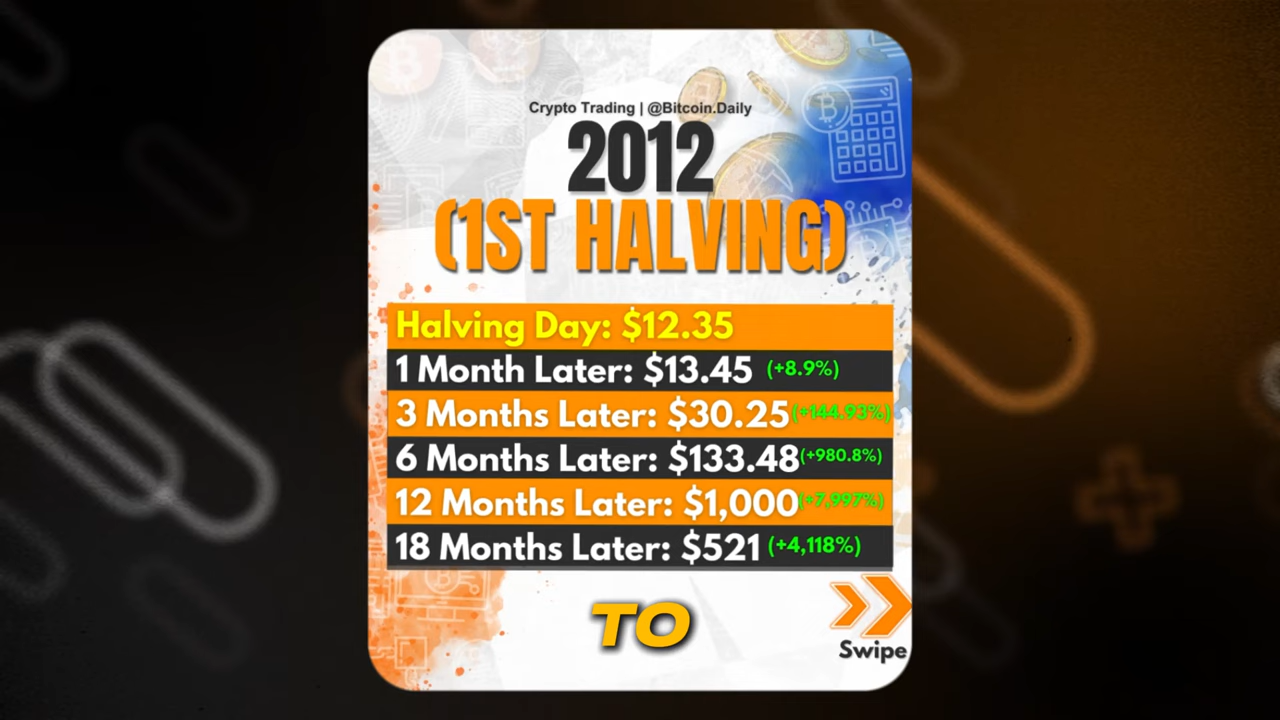 Crypto Trading | @Bitcoin.Daily
2012
(1ST HALVING)
Halving Day: $12.35
1 Month Later: $13.45 (+8.9%)
3 Months Later: $30.25 (+144.93%)
6 Months Later: $133.48 (+980.8%)
12 Months Later: $1,000 (+7,997%)
18 Months Later: $521 (+4,118%)
TO
Swipe